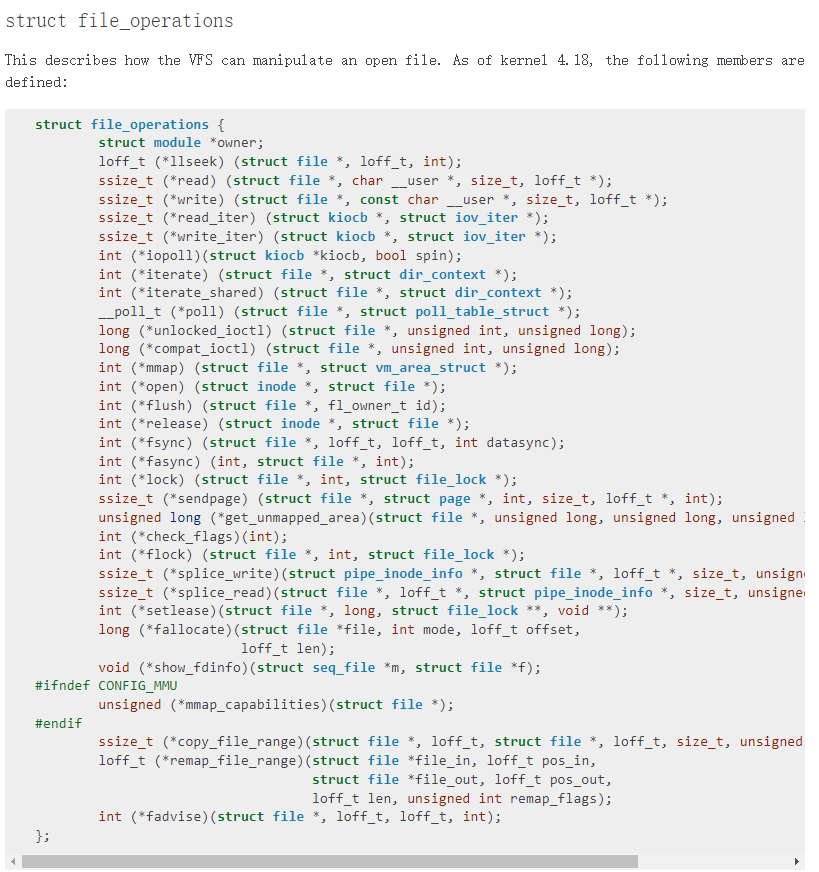 struct file_operations
This describes how the VFS can manipulate an open file. As of kernel 4.18, the following members are
defined:
struct file_operations {
        struct module *owner;
        loff_t (*llseek) (struct file *, loff_t, int);
        ssize_t (*read) (struct file *, char __user *, size_t, loff_t *);
        ssize_t (*write) (struct file *, const char __user *, size_t, loff_t *);
        ssize_t (*read_iter) (struct kiocb *, struct iov_iter *);
        ssize_t (*write_iter) (struct kiocb *, struct iov_iter *);
        int (*iopoll)(struct kiocb *kiocb, bool spin);
        int (*iterate) (struct file *, struct dir_context *);
        int (*iterate_shared) (struct file *, struct dir_context *);
        __poll_t (*poll) (struct file *, struct poll_table_struct *);
        long (*unlocked_ioctl) (struct file *, unsigned int, unsigned long);
        long (*compat_ioctl) (struct file *, unsigned int, unsigned long);
        int (*mmap) (struct file *, struct vm_area_struct *);
        int (*open) (struct inode *, struct file *);
        int (*flush) (struct file *, fl_owner_t id);
        int (*release) (struct inode *, struct file *);
        int (*fsync) (struct file *, loff_t, loff_t, int datasync);
        int (*fasync) (int, struct file *, int);
        int (*lock) (struct file *, int, struct file_lock *);
        ssize_t (*sendpage) (struct file *, struct page *, int, size_t, loff_t *, int);
        unsigned long (*get_unmapped_area)(struct file *, unsigned long, unsigned long, unsigned
        int (*check_flags)(int);
        int (*flock) (struct file *, int, struct file_lock *);
        ssize_t (*splice_write)(struct pipe_inode_info *, struct file *, loff_t *, size_t, unsign
        ssize_t (*splice_read)(struct file *, loff_t *, struct pipe_inode_info *, size_t, unsigne
        int (*setlease)(struct file *, long, struct file_lock **, void **);
        long (*fallocate)(struct file *file, int mode, loff_t offset,
                          loff_t len);
        void (*show_fdinfo)(struct seq_file *m, struct file *f);
#ifndef CONFIG_MMU
        unsigned (*mmap_capabilities)(struct file *);
#endif
        ssize_t (*copy_file_range)(struct file *, loff_t, struct file *, loff_t, size_t, unsigned
        loff_t (*remap_file_range)(struct file *file_in, loff_t pos_in,
                                   struct file *file_out, loff_t pos_out,
                                   loff_t len, unsigned int remap_flags);
        int (*fadvise)(struct file *, loff_t, loff_t, int);
};